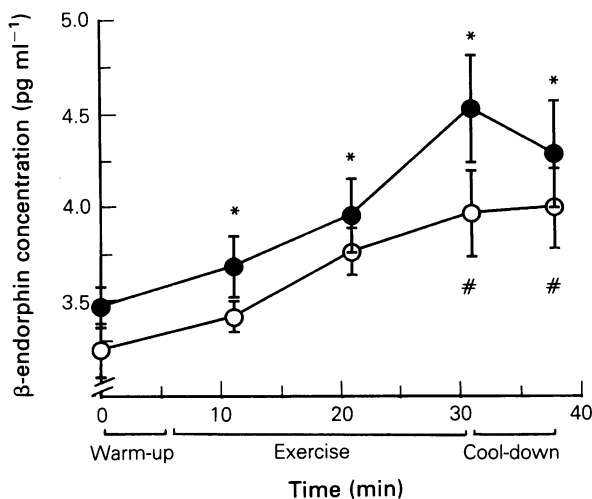 β-endorphin concentration (pg ml⁻¹)
5.0
4.5
4.0
3.5
* * * *
# #
0 10 20 30 40
Warm-up Exercise Cool-down
Time (min)